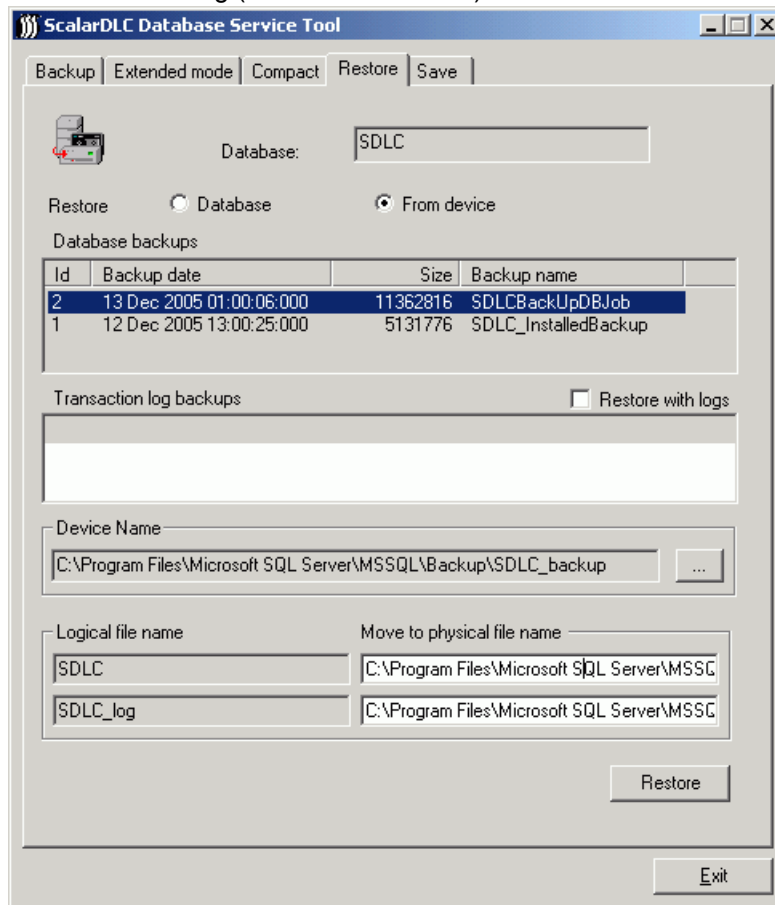 ScalarDLC Database Service Tool
Backup Extended mode Compact Restore Save
Database: SDLC
Restore Database From device
Database backups
Id Backup date Size Backup name
2 13 Dec 2005 01:00:06:000 11362816 SDLCBackUpDBJob
1 12 Dec 2005 13:00:25:000 5131776 SDLC_InstalledBackup
Transaction log backups Restore with logs
Device Name
C:\Program Files\Microsoft SQL Server\MSSQL\Backup\SDLC_backup ...
Logical file name Move to physical file name
SDLC C:\Program Files\Microsoft SQL Server\MSSQ
SDLC_log C:\Program Files\Microsoft SQL Server\MSSQ
Restore
Exit